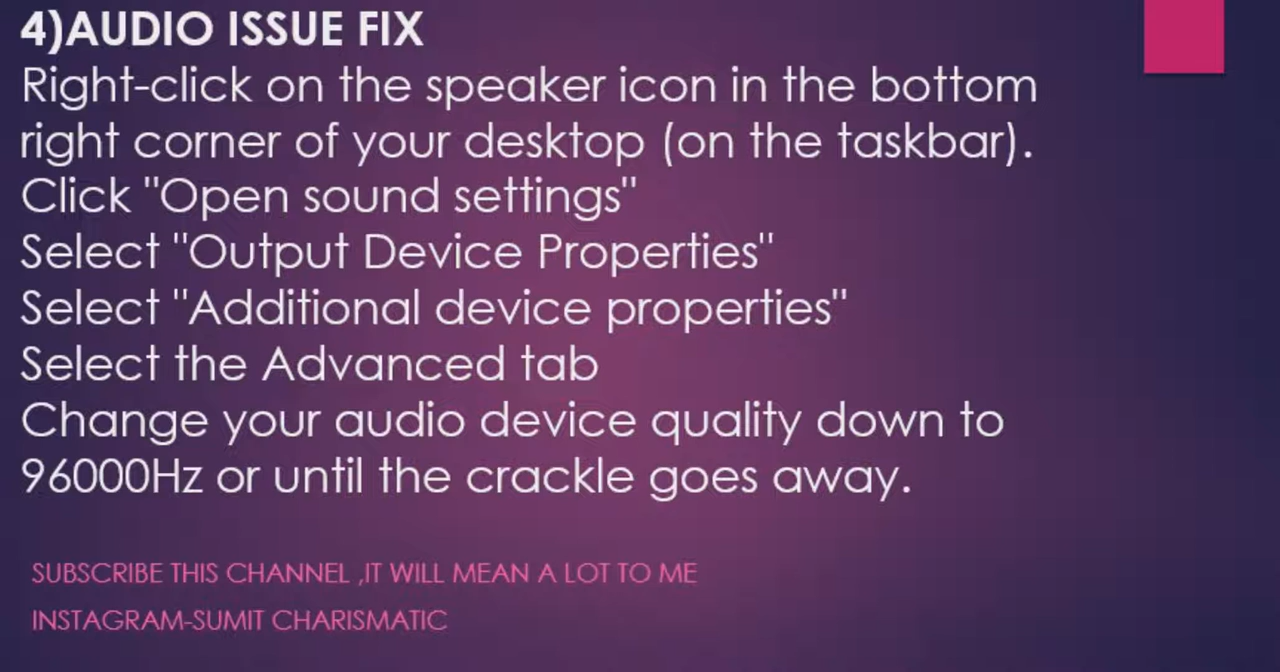 4)AUDIO ISSUE FIX
Right-click on the speaker icon in the bottom
right corner of your desktop (on the taskbar).
Click "Open sound settings"
Select "Output Device Properties"
Select "Additional device properties"
Select the Advanced tab
Change your audio device quality down to
96000Hz or until the crackle goes away.
SUBSCRIBE THIS CHANNEL ,IT WILL MEAN A LOT TO ME
INSTAGRAM-SUMIT CHARISMATIC